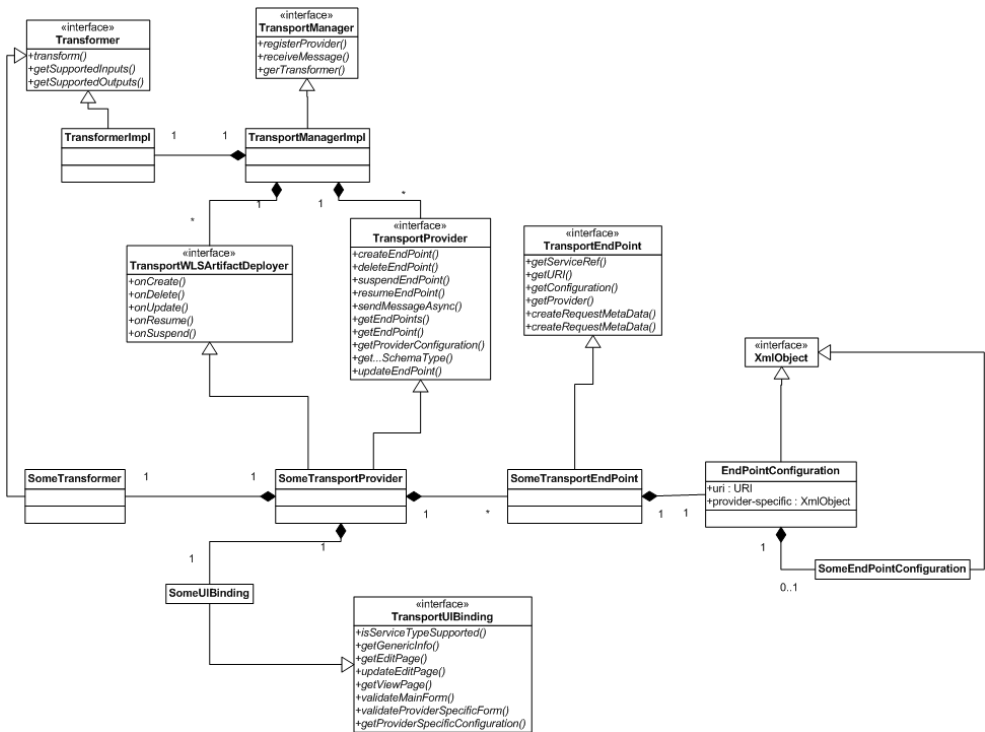 «interface»
Transformer
+transform()
+getSupportedInputs()
+getSupportedOutputs()
«interface»
TransportManager
+registerProvider()
+receiveMessage()
+gerTransformer()
TransformerImpl
1
1
TransportManagerImpl
1
1
*
*
«interface»
TransportWLSArtifactDeployer
+onCreate()
+onDelete()
+onUpdate()
+onResume()
+onSuspend()
«interface»
TransportProvider
+createEndPoint()
+deleteEndPoint()
+suspendEndPoint()
+resumeEndPoint()
+sendMessageAsync()
+getEndPoints()
+getEndPoint()
+getProviderConfiguration()
+get...SchemaType()
+updateEndPoint()
«interface»
TransportEndPoint
+getServiceRef()
+getURI()
+getConfiguration()
+getProvider()
+createRequestMetaData()
+createRequestMetaData()
«interface»
XmlObject
SomeTransformer
1
1
SomeTransportProvider
1
*
SomeTransportEndPoint
1
1
EndPointConfiguration
+uri : URI
+provider-specific : XmlObject
1
0..1
SomeEndPointConfiguration
1
1
SomeUIBinding
«interface»
TransportUIBinding
+isServiceTypeSupported()
+getGenericInfo()
+getEditPage()
+updateEditPage()
+getViewPage()
+validateMainForm()
+validateProviderSpecificForm()
+getProviderSpecificConfiguration()